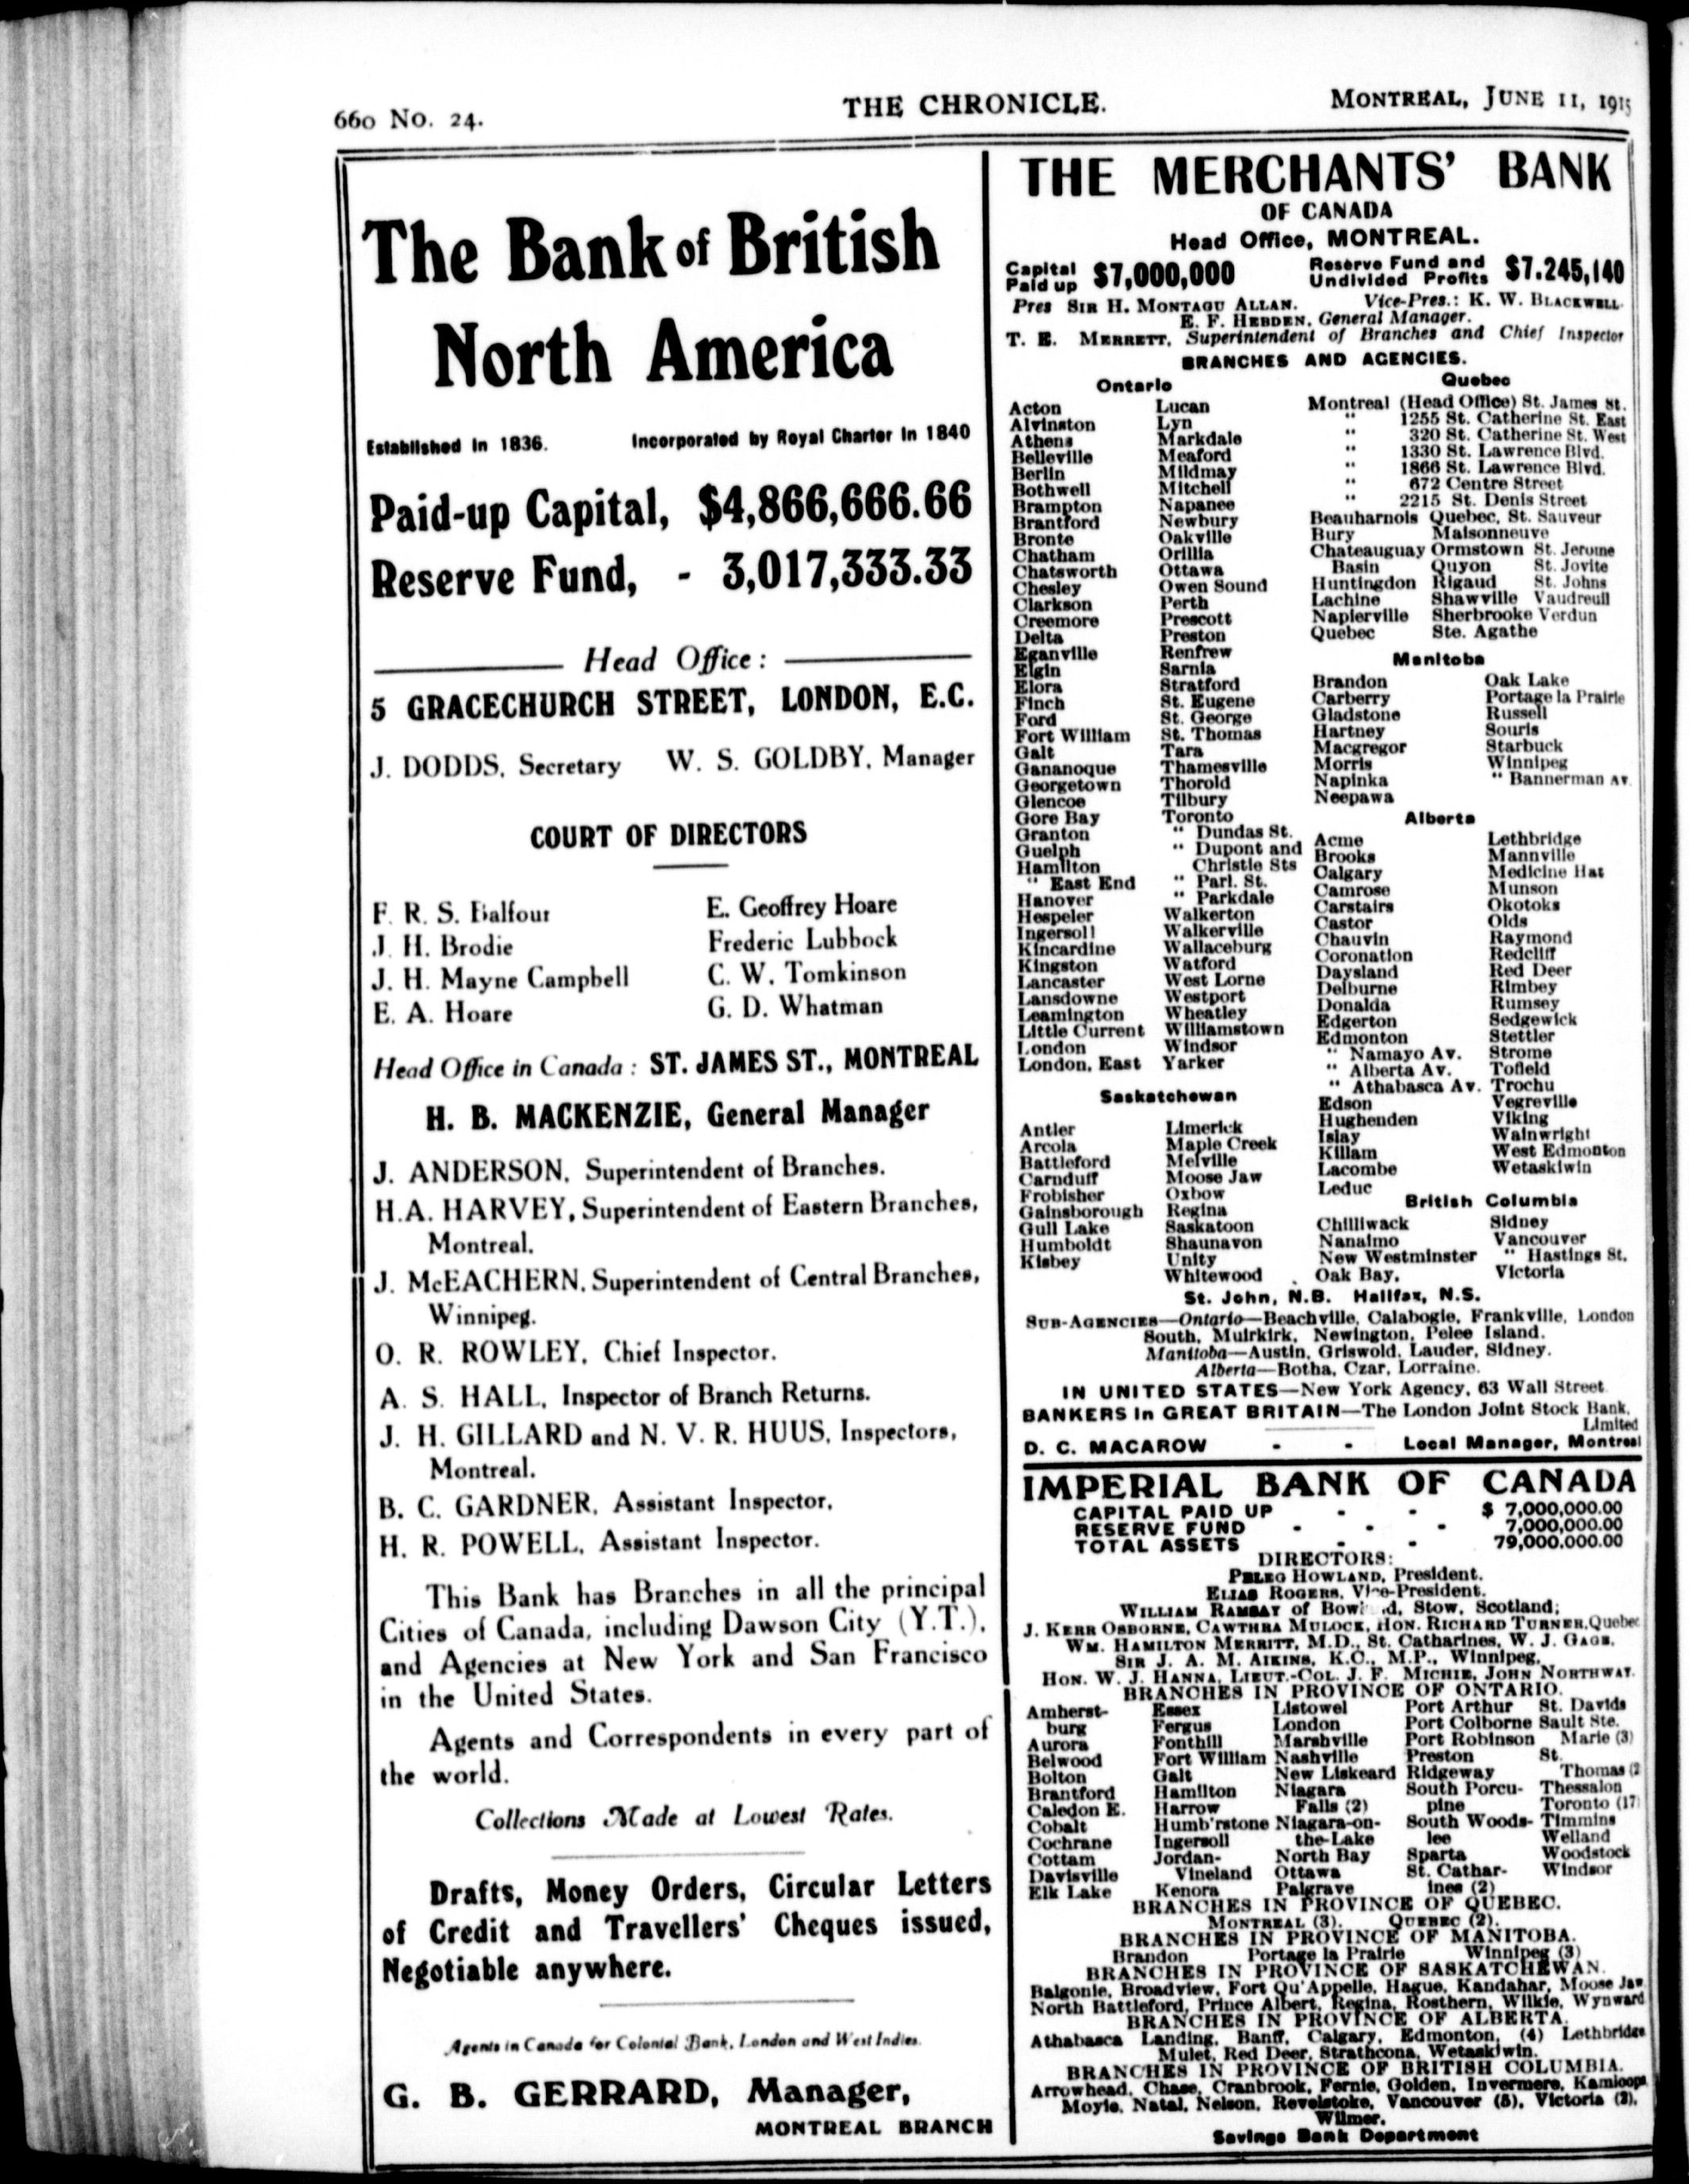 660 No. 24.
THE CHRONICLE.
MONTREAL, JUNE 11, 1915
The Bank of British
North America
Established in 1836.
Incorporated by Royal Charter in 1840
Paid-up Capital, $4,866,666.66
Reserve Fund, - 3,017,333.33
Head Office:
5 GRACECHURCH STREET, LONDON, E.C.
J. DODDS, Secretary W. S. GOLDBY, Manager
COURT OF DIRECTORS
F. R. S. Balfour E. Geoffrey Hoare
J. H. Brodie Frederic Lubbock
J. H. Mayne Campbell C. W. Tomkinson
E. A. Hoare G. D. Whatman
Head Office in Canada: ST. JAMES ST., MONTREAL
H. B. MACKENZIE, General Manager
J. ANDERSON, Superintendent of Branches.
H.A. HARVEY, Superintendent of Eastern Branches,
Montreal.
J. McEACHERN, Superintendent of Central Branches,
Winnipeg.
O. R. ROWLEY, Chief Inspector.
A. S. HALL, Inspector of Branch Returns.
J. H. GILLARD and N. V. R. HUUS, Inspectors,
Montreal.
B. C. GARDNER, Assistant Inspector.
H. R. POWELL, Assistant Inspector.
This Bank has Branches in all the principal
Cities of Canada, including Dawson City (Y.T.),
and Agencies at New York and San Francisco
in the United States.
Agents and Correspondents in every part of
the world.
Collections Made at Lowest Rates.
Drafts, Money Orders, Circular Letters
of Credit and Travellers' Cheques issued,
Negotiable anywhere.
Agents in Canada for Colonial Bank, London and West Indies.
G. B. GERRARD, Manager,
MONTREAL BRANCH
THE MERCHANTS' BANK
OF CANADA
Head Office, MONTREAL.
Capital Paid up $7,000,000 Reserve Fund and Undivided Profits $7.245,140
Pres SIR H. MONTAGU ALLAN. Vice-Pres.: K. W. BLACKWELL
E. F. HEBDEN, General Manager.
T. E. MERRETT, Superintendent of Branches and Chief Inspector
BRANCHES AND AGENCIES.
Ontario
Acton Lucan
Alvinston Lyn
Athens Markdale
Belleville Meaford
Berlin Mildmay
Bothwell Mitchell
Brampton Napanee
Brantford Newbury
Bronte Oakville
Chatham Orillia
Chatsworth Ottawa
Chesley Owen Sound
Clarkson Perth
Creemore Prescott
Delta Preston
Eganville Renfrew
Elgin Sarnia
Elora Stratford
Finch St. Eugene
Ford St. George
Fort William St. Thomas
Galt Tara
Gananoque Thamesville
Georgetown Thorold
Glencoe Tilbury
Gore Bay Toronto
Granton " Dundas St.
Guelph " Dupont and
Hamilton Christie Sts
" East End " Parl. St.
Hanover " Parkdale
Hespeler Walkerton
Ingersoll Walkerville
Kincardine Wallaceburg
Kingston Watford
Lancaster West Lorne
Lansdowne Westport
Leamington Wheatley
Little Current Williamstown
London Windsor
London, East Yarker
Saskatchewan
Antler Limerick
Arcola Maple Creek
Battleford Melville
Carnduff Moose Jaw
Frobisher Oxbow
Gainsborough Regina
Gull Lake Saskatoon
Humboldt Shaunavon
Kisbey Unity
Whitewood
Quebec
Montreal (Head Office) St. James St.
" 1255 St. Catherine St. East
" 320 St. Catherine St. West
" 1330 St. Lawrence Blvd.
" 1866 St. Lawrence Blvd.
" 672 Centre Street
" 2215 St. Denis Street
Beauharnois Quebec, St. Sauveur
Bury Maisonneuve
Chateauguay Ormstown St. Jerome
Basin Quyon St. Jovite
Huntingdon Rigaud St. Johns
Lachine Shawville Vaudreuil
Napierville Sherbrooke Verdun
Quebec Ste. Agathe
Manitoba
Brandon Oak Lake
Carberry Portage la Prairie
Gladstone Russell
Hartney Souris
Macgregor Starbuck
Morris Winnipeg
Napinka " Bannerman Av.
Neepawa
Alberta
Acme Lethbridge
Brooks Mannville
Calgary Medicine Hat
Camrose Munson
Carstairs Okotoks
Castor Olds
Chauvin Raymond
Coronation Redcliff
Daysland Red Deer
Delburne Rimbey
Donalda Rumsey
Edgerton Sedgewick
Edmonton Stettler
" Namayo Av. Strome
" Alberta Av. Tofield
" Athabasca Av. Trochu
Edson Vegreville
Hughenden Viking
Islay Wainwright
Killam West Edmonton
Lacombe Wetaskiwin
Leduc
British Columbia
Chilliwack Sidney
Nanaimo Vancouver
New Westminster " Hastings St.
Oak Bay, Victoria
St. John, N.B. Halifax, N.S.
SUB-AGENCIES—Ontario—Beachville, Calabogie, Frankville, London
South, Muirkirk, Newington, Pelee Island.
Manitoba—Austin, Griswold, Lauder, Sidney.
Alberta—Botha, Czar, Lorraine.
IN UNITED STATES—New York Agency, 63 Wall Street
BANKERS in GREAT BRITAIN—The London Joint Stock Bank,
Limited
D. C. MACAROW - - Local Manager, Montreal
IMPERIAL BANK OF CANADA
CAPITAL PAID UP - - $ 7,000,000.00
RESERVE FUND - - - 7,000,000.00
TOTAL ASSETS - - 79,000,000.00
DIRECTORS:
PELEG HOWLAND, President.
ELIAS ROGERS, Vice-President.
WILLIAM RAMSAY of Stow, Scotland;
J. KERR OSBORNE, CAWTHRA MULOCK, HON. RICHARD TURNER, Quebec
WM. HAMILTON MERRITT, M.D., St. Catharines, W. J. GAGE,
SIR J. A. M. AIKINS, K.C., M.P., Winnipeg,
HON. W. J. HANNA, LIEUT.-COL. J. F. MICHIE, JOHN NORTHWAY.
BRANCHES IN PROVINCE OF ONTARIO.
Amherst- Essex Listowel Port Arthur St. Davids
burg Fergus London Port Colborne Sault Ste.
Aurora Fonthill Marshville Port Robinson Marie (3)
Belwood Fort William Nashville Preston St.
Bolton Galt New Liskeard Ridgeway Thomas (2
Brantford Hamilton Niagara South Porcu- Thessalon
Caledon E. Harrow Falls (2) pine Toronto (17)
Cobalt Humb'rstone Niagara-on- South Woods- Timmins
Cochrane Ingersoll the-Lake lee Welland
Cottam Jordan- North Bay Sparta Woodstock
Davisville Vineland Ottawa St. Cathar- Windsor
Elk Lake Kenora Palgrave ines (2)
BRANCHES IN PROVINCE OF QUEBEC.
MONTREAL (3). QUEBEC (2).
BRANCHES IN PROVINCE OF MANITOBA.
Brandon Portage la Prairie Winnipeg (3)
BRANCHES IN PROVINCE OF SASKATCHEWAN.
Balgonie, Broadview, Fort Qu'Appelle, Hague, Kandahar, Moose Jaw
North Battleford, Prince Albert, Regina, Rosthern, Wilkie, Wynward
BRANCHES IN PROVINCE OF ALBERTA.
Athabasca Landing, Banff, Calgary, Edmonton, (4) Lethbridge
Mulet, Red Deer, Strathcona, Wetaskiwin.
BRANCHES IN PROVINCE OF BRITISH COLUMBIA.
Arrowhead, Chase, Cranbrook, Fernie, Golden, Invermere, Kamloops
Moyie, Natal, Nelson, Revelstoke, Vancouver (5), Victoria (2),
Wilmer.
Savings Bank Department